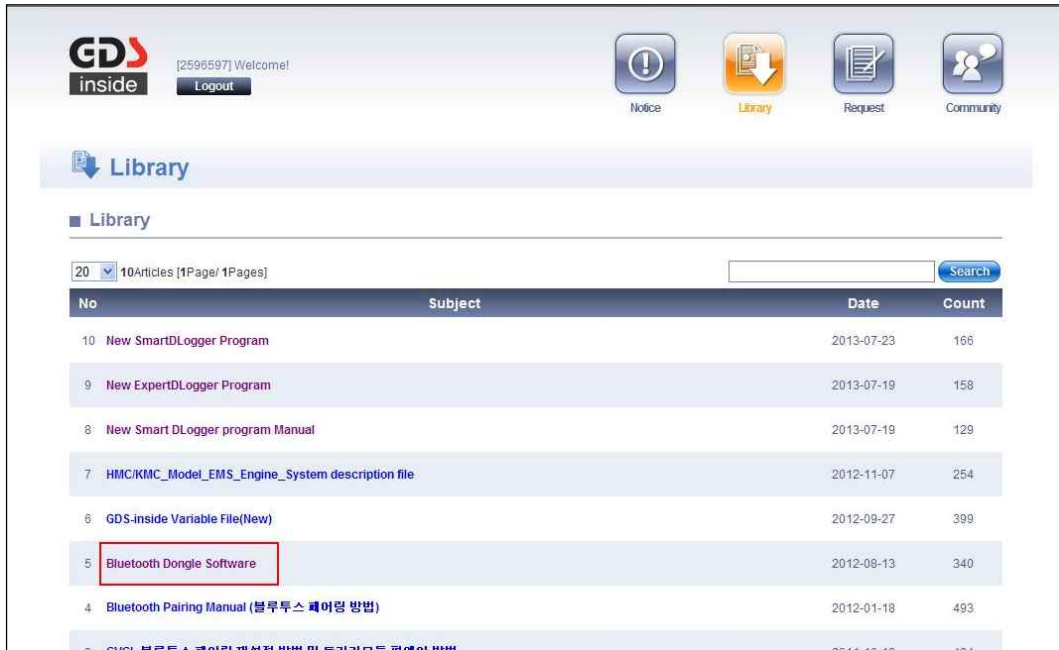 GDS
inside
[2596597] Welcome!
Logout
Notice
Library
Request
Community
Library
Library
20 10Articles [1Page/ 1Pages]
Search
No Subject Date Count
10 New SmartDLogger Program 2013-07-23 166
9 New ExpertDLogger Program 2013-07-19 158
8 New Smart DLogger program Manual 2013-07-19 129
7 HMC/KMC_Model_EMS_Engine_System description file 2012-11-07 254
6 GDS-inside Variable File(New) 2012-09-27 399
5 Bluetooth Dongle Software 2012-08-13 340
4 Bluetooth Pairing Manual (블루투스 페어링 방법) 2012-01-18 493